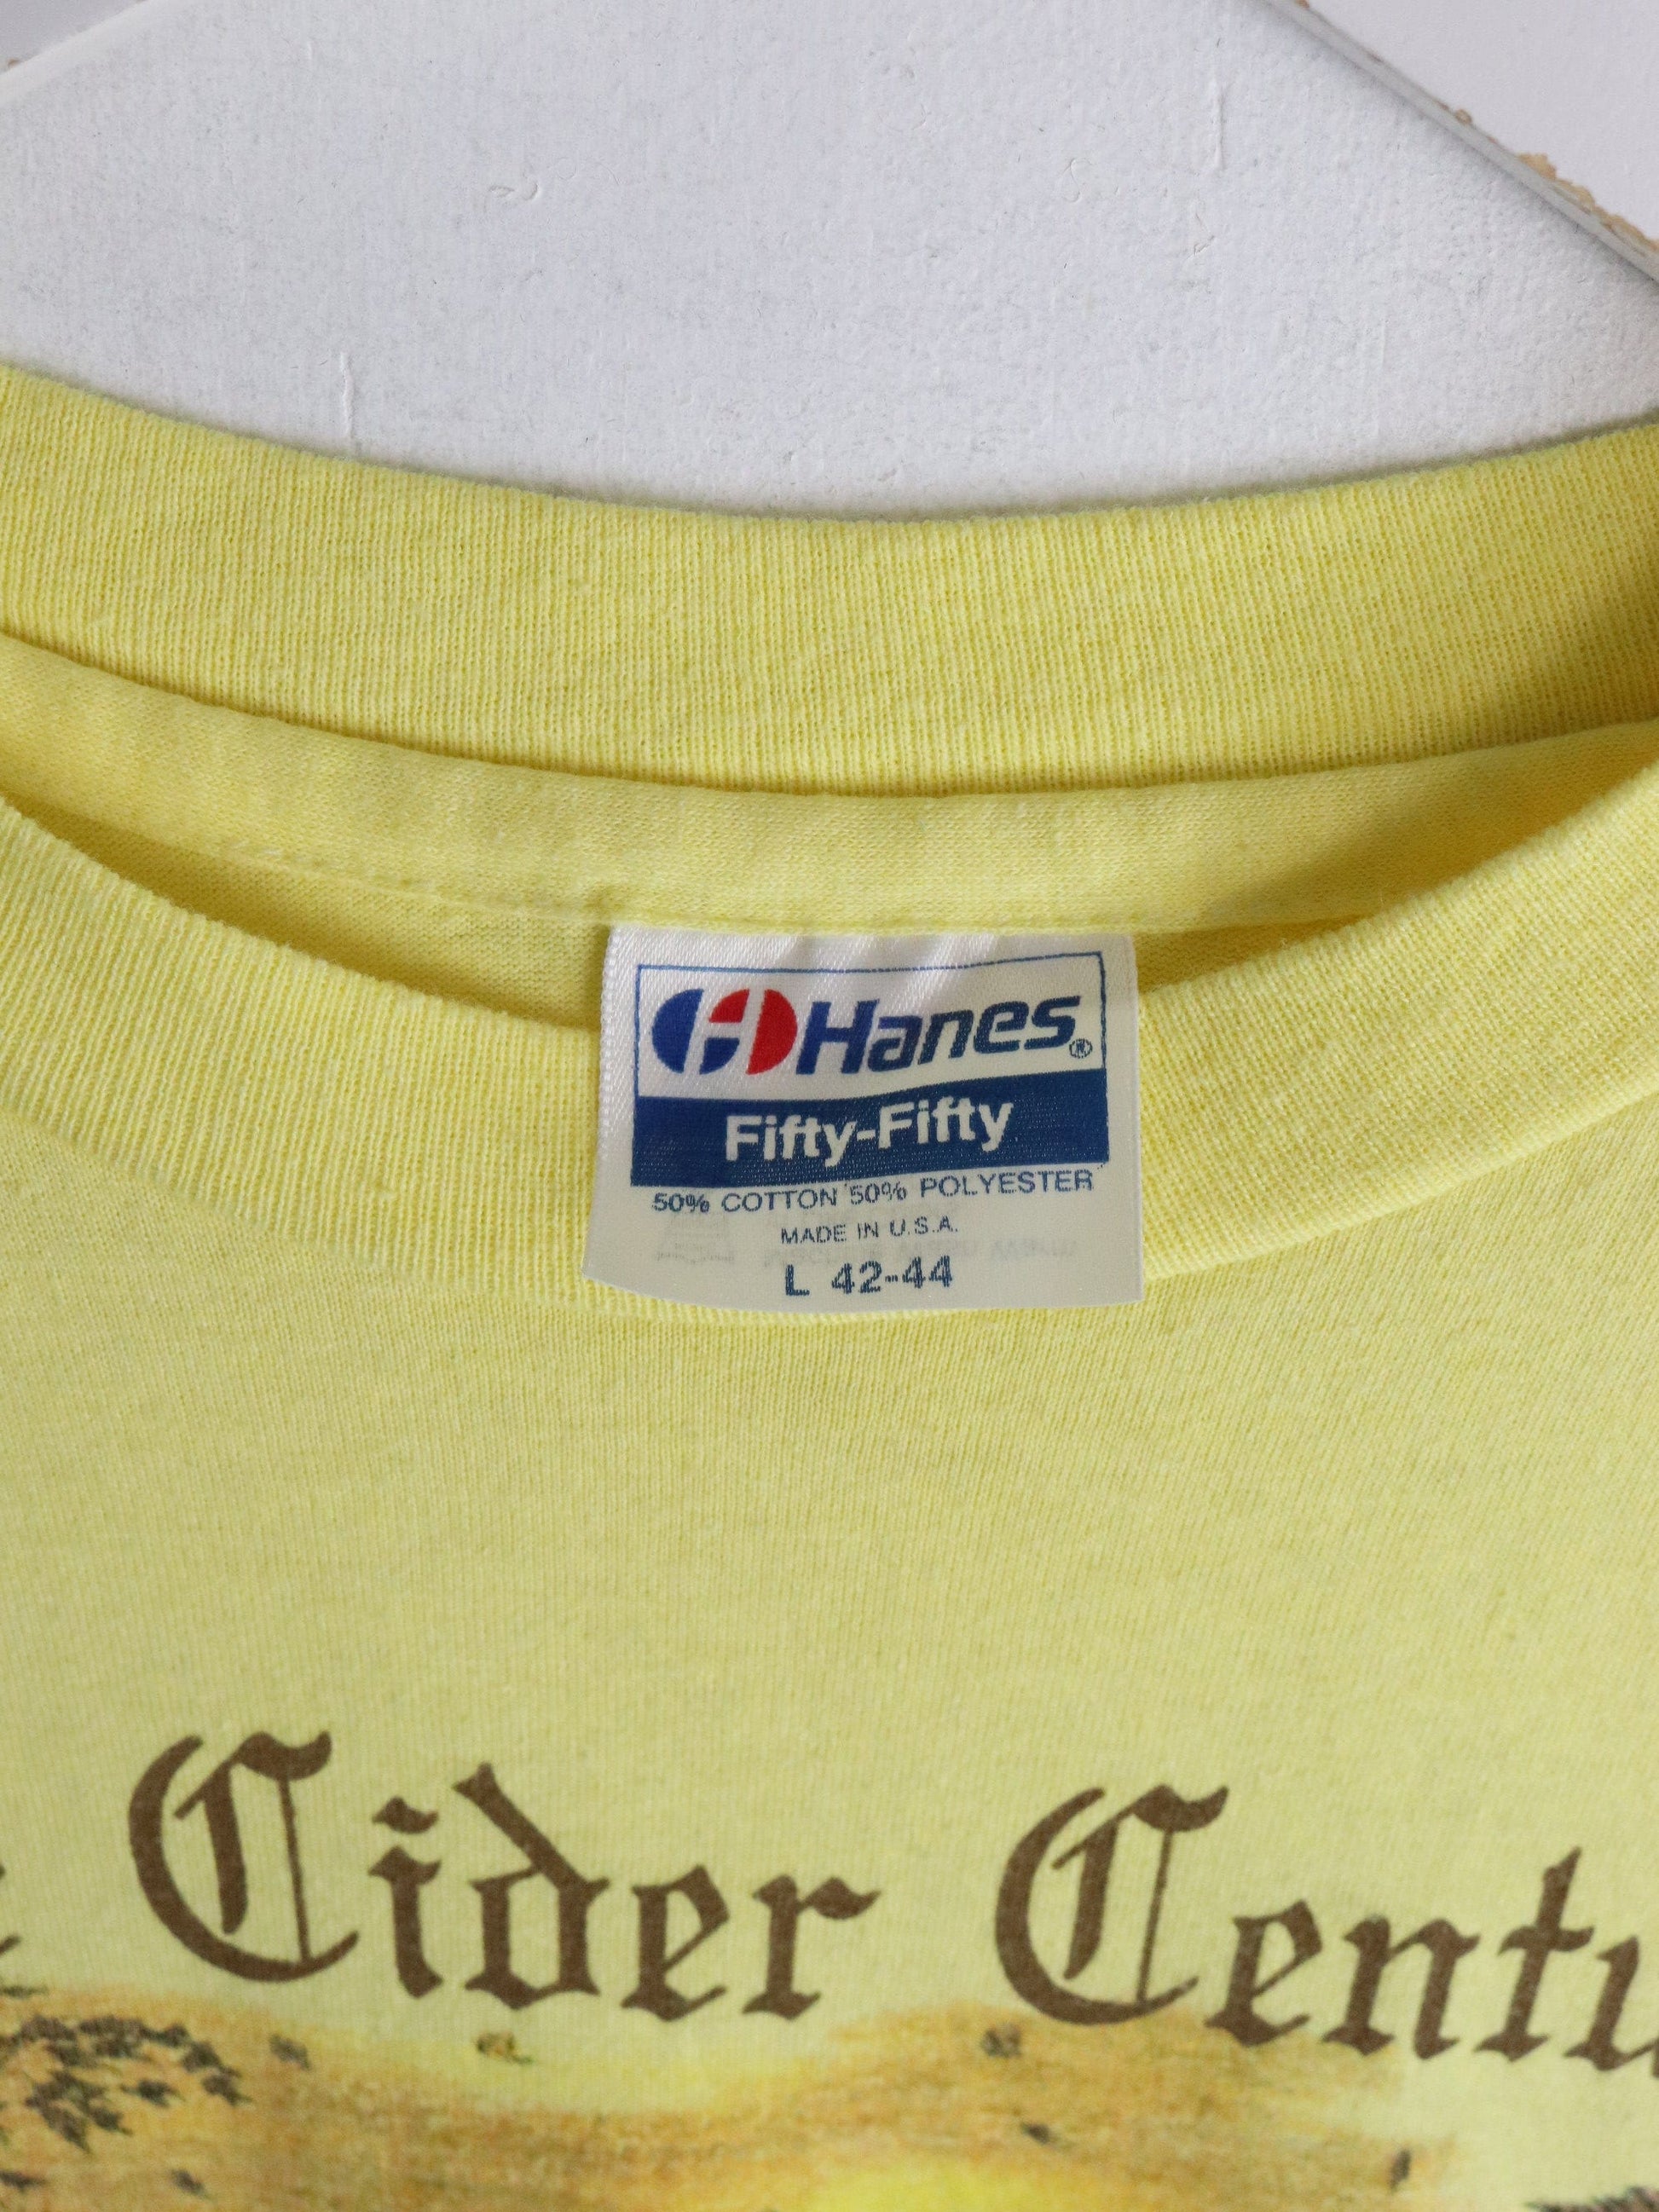 Hanes®
Fifty-Fifty
50% COTTON 50% POLYESTER
MADE IN U.S.A.
L 42-44
Cider Centu